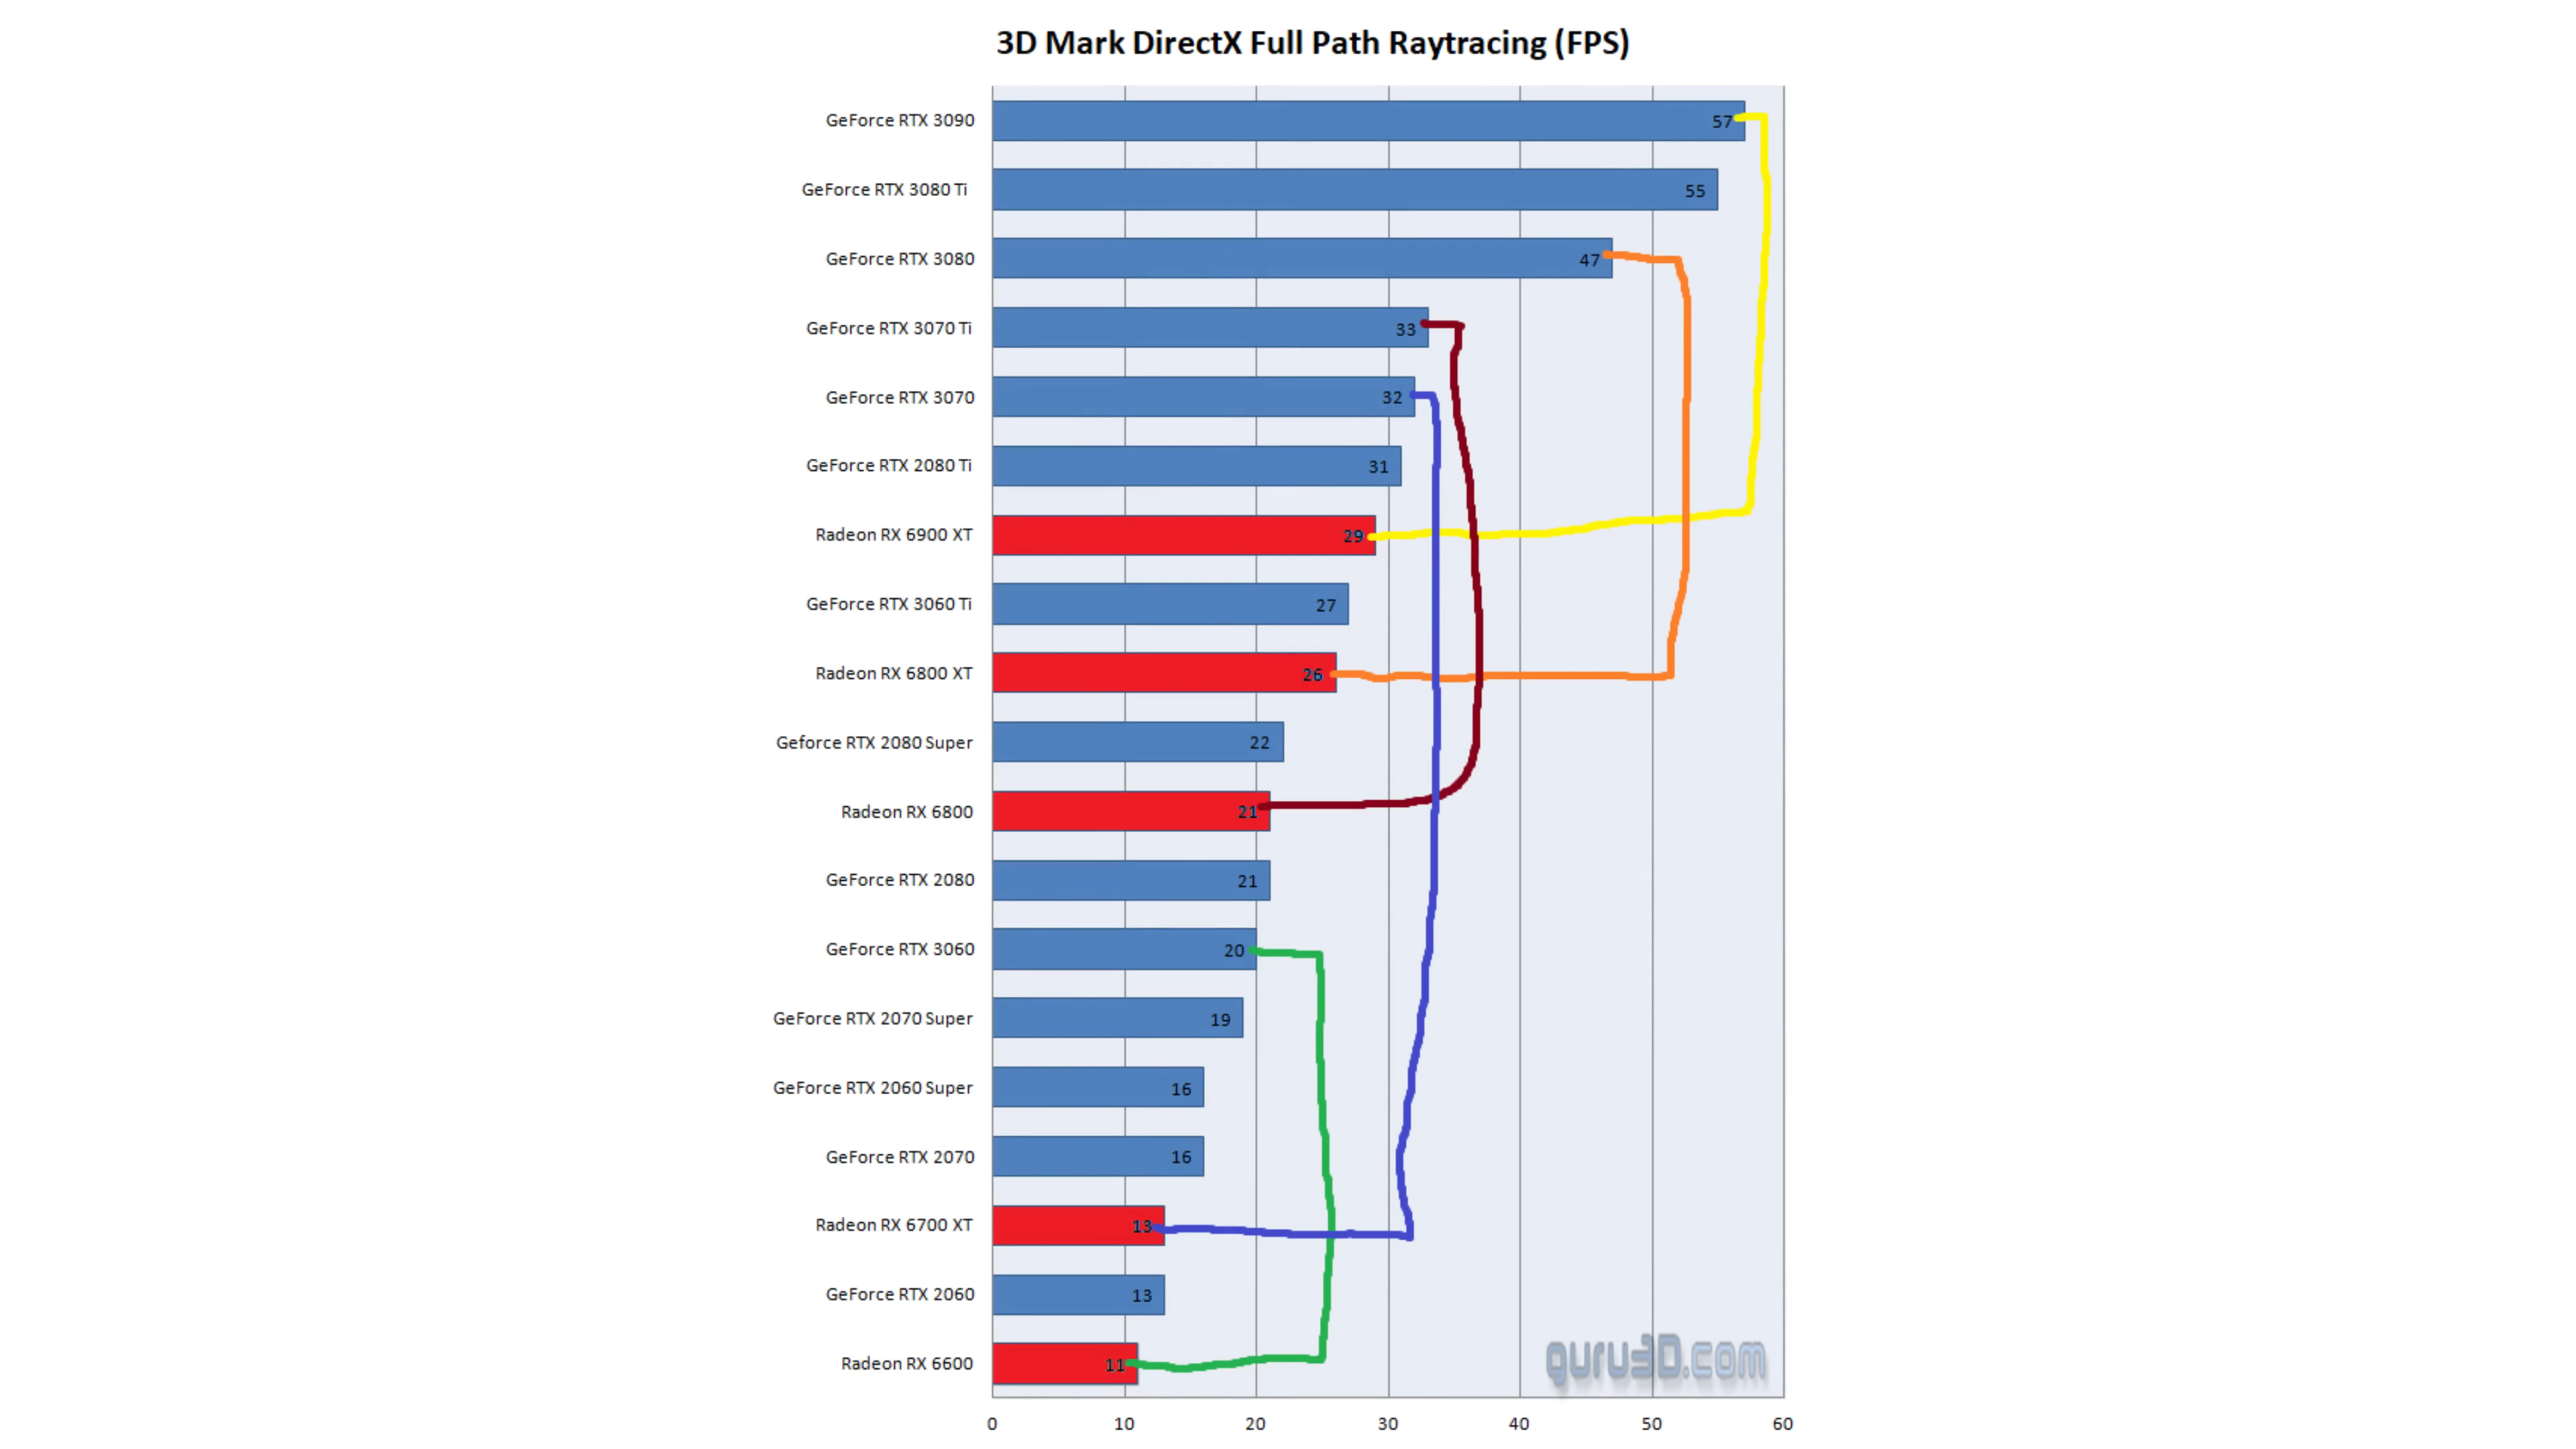 3D Mark DirectX Full Path Raytracing (FPS)
GeForce RTX 3090 57
GeForce RTX 3080 Ti 55
GeForce RTX 3080 47
GeForce RTX 3070 Ti 33
GeForce RTX 3070 32
GeForce RTX 2080 Ti 31
Radeon RX 6900 XT 29
GeForce RTX 3060 Ti 27
Radeon RX 6800 XT 26
Geforce RTX 2080 Super 22
Radeon RX 6800 21
GeForce RTX 2080 21
GeForce RTX 3060 20
GeForce RTX 2070 Super 19
GeForce RTX 2060 Super 16
GeForce RTX 2070 16
Radeon RX 6700 XT 13
GeForce RTX 2060 13
Radeon RX 6600 11
guru3D.com
0 10 20 30 40 50 60